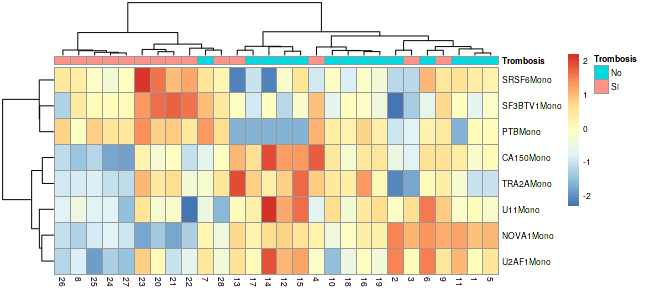 Trombosis
SRSF6Mono
SF3BTV1Mono
PTBMono
CA150Mono
TRA2AMono
U11Mono
NOVA1Mono
U2AF1Mono
26 8 25 24 27 23 20 21 22 7 28 13 17 14 12 15 4 10 18 16 19 2 3 6 9 11 1 5
2
1
0
-1
-2
Trombosis
No
SI